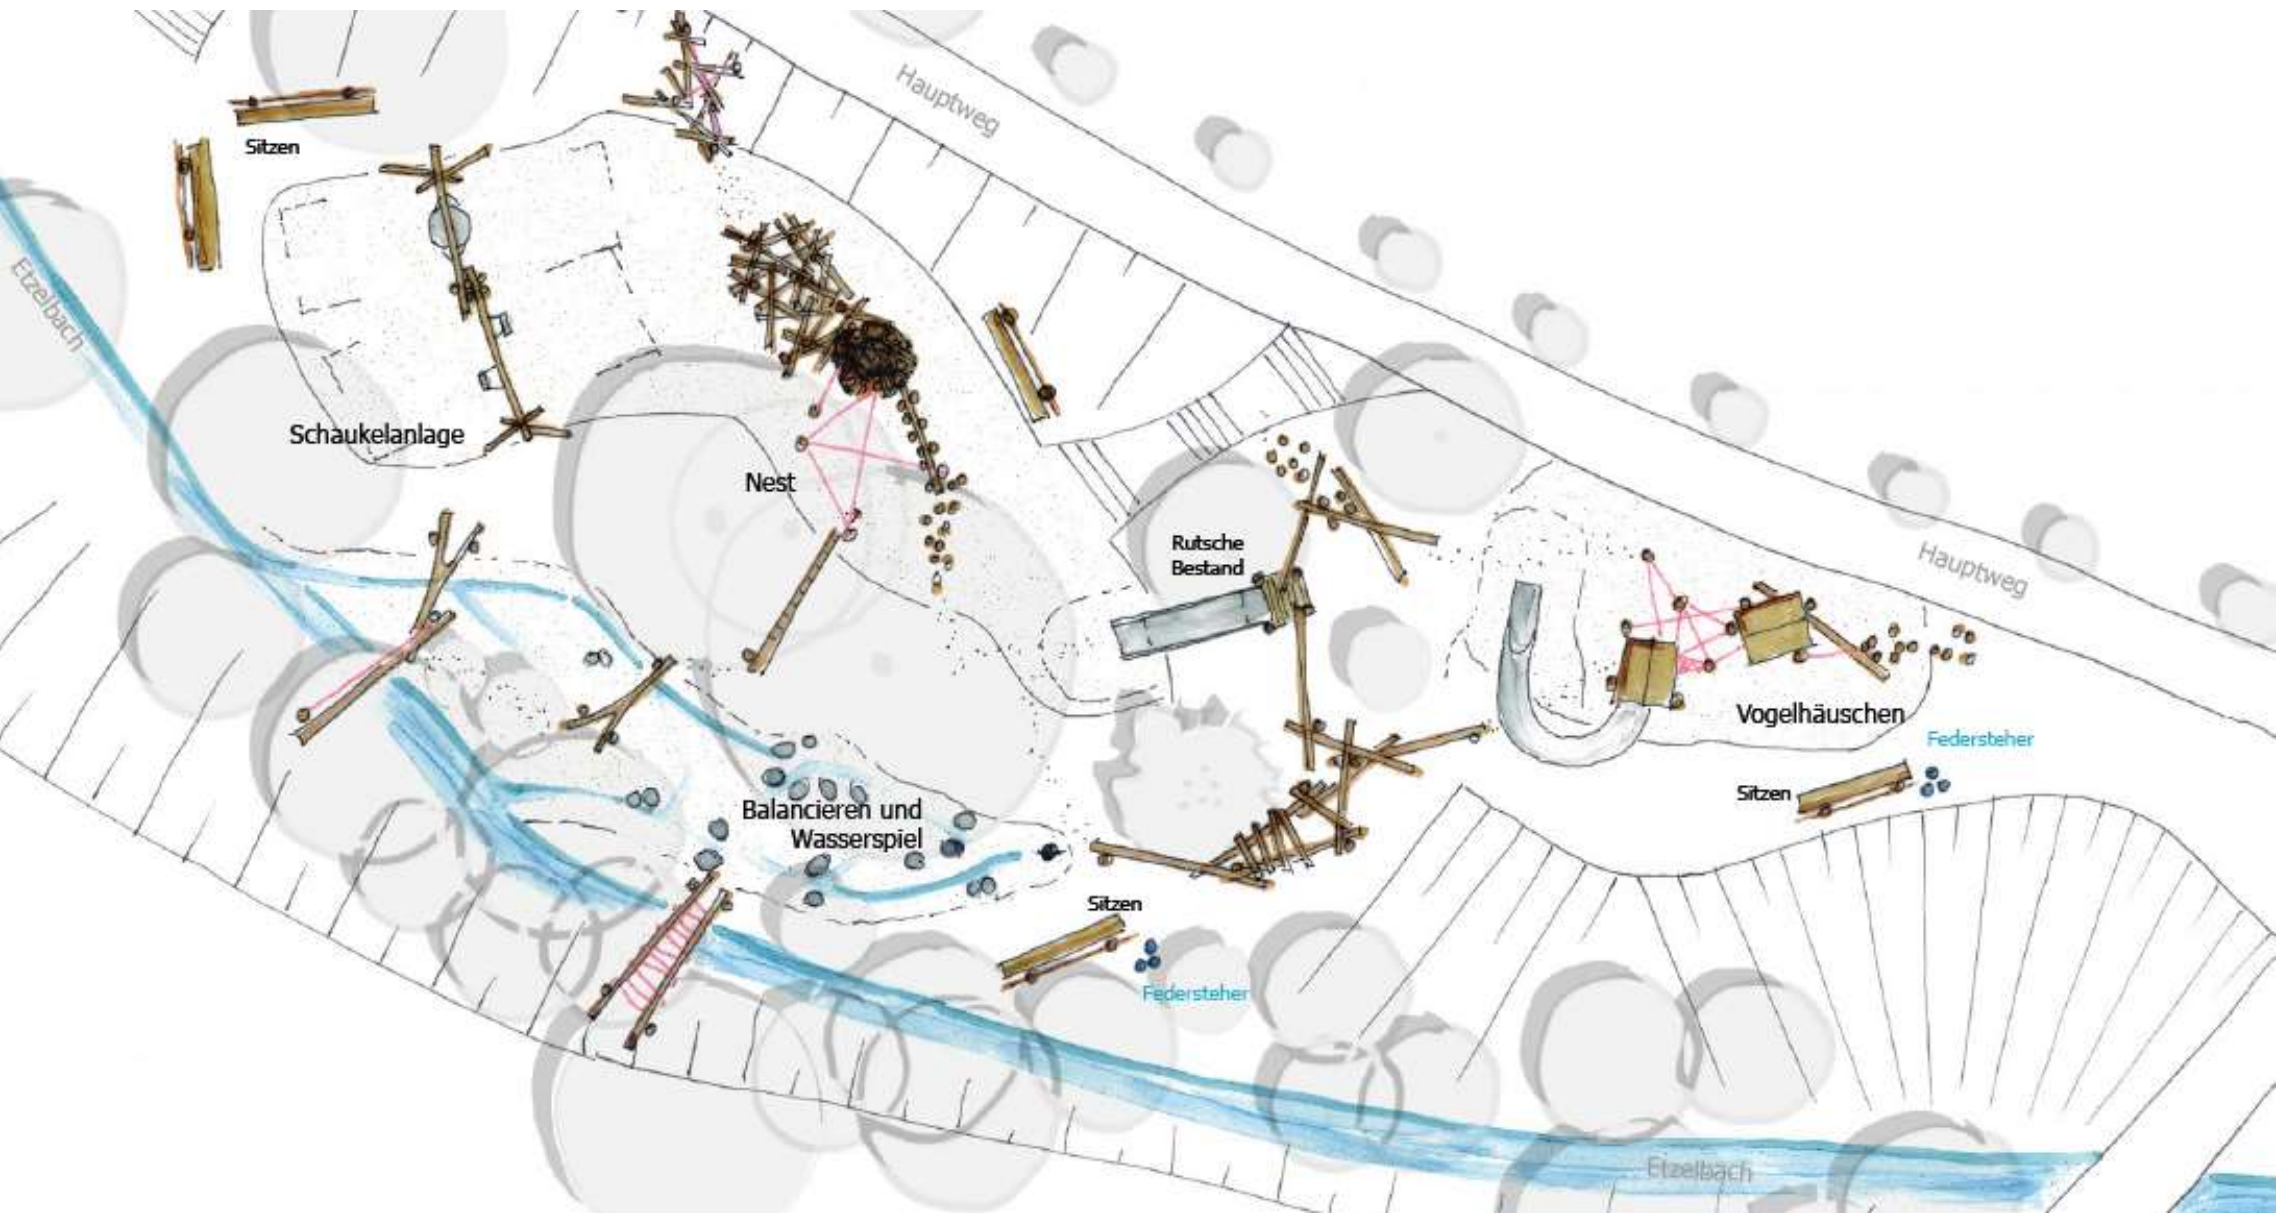 Hauptweg
Sitzen
Etzelbach
Schaukelanlage
Nest
Rutsche
Bestand
Hauptweg
Vogelhäuschen
Federsteher
Sitzen
Balancieren und
Wasserspiel
Sitzen
Federsteher
Etzelbach